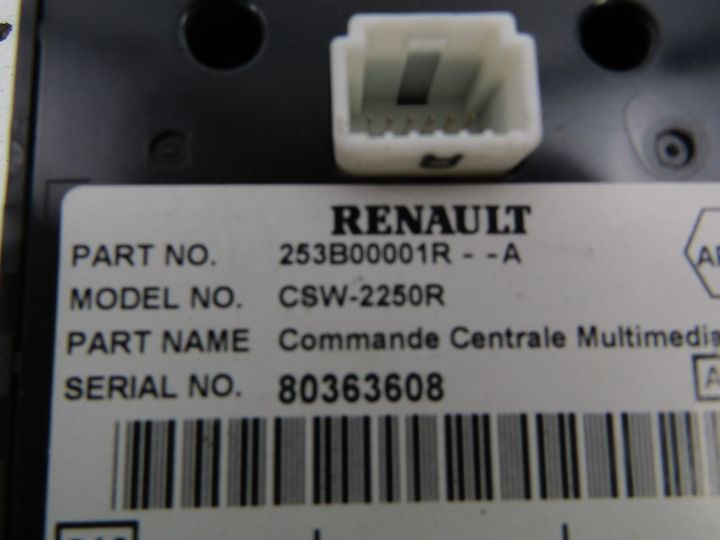 RENAULT
PART NO. 253B00001R - -A
MODEL NO. CSW-2250R
PART NAME Commande Centrale Multimedia
SERIAL NO. 80363608